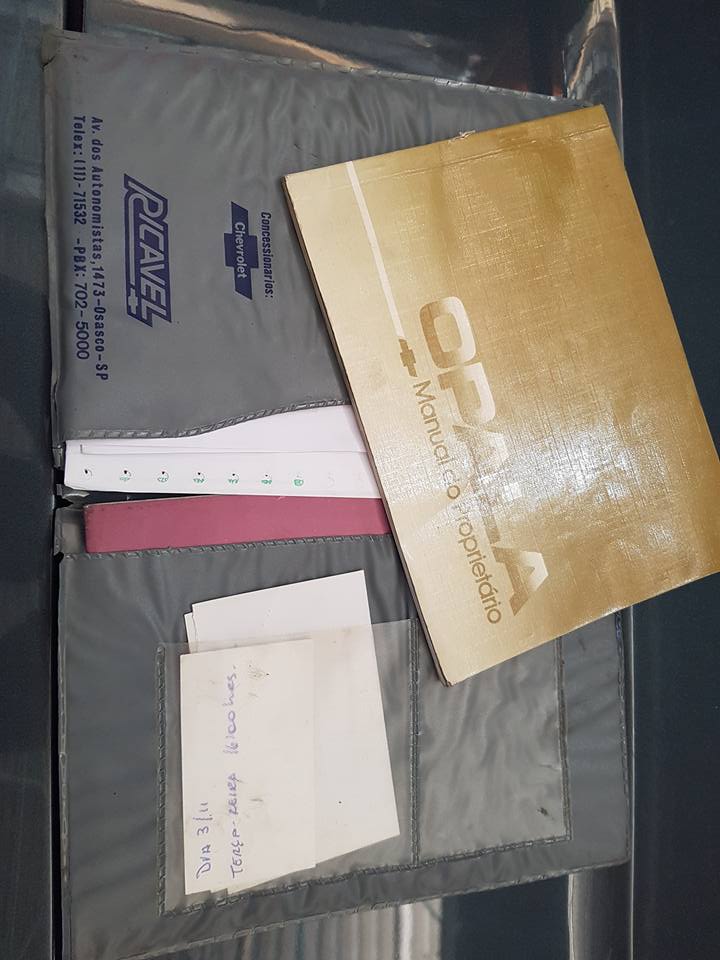 Concessionarios:
Chevrolet
RICAVEL
Av. dos Autonomistas, 1473-Osasco-SP
Telex: (11)-71532 -PBX: 702-5000
OPALA
Manual do Proprietário
DIA 3/11
TERÇA-FEIRA 16:00 hrs.